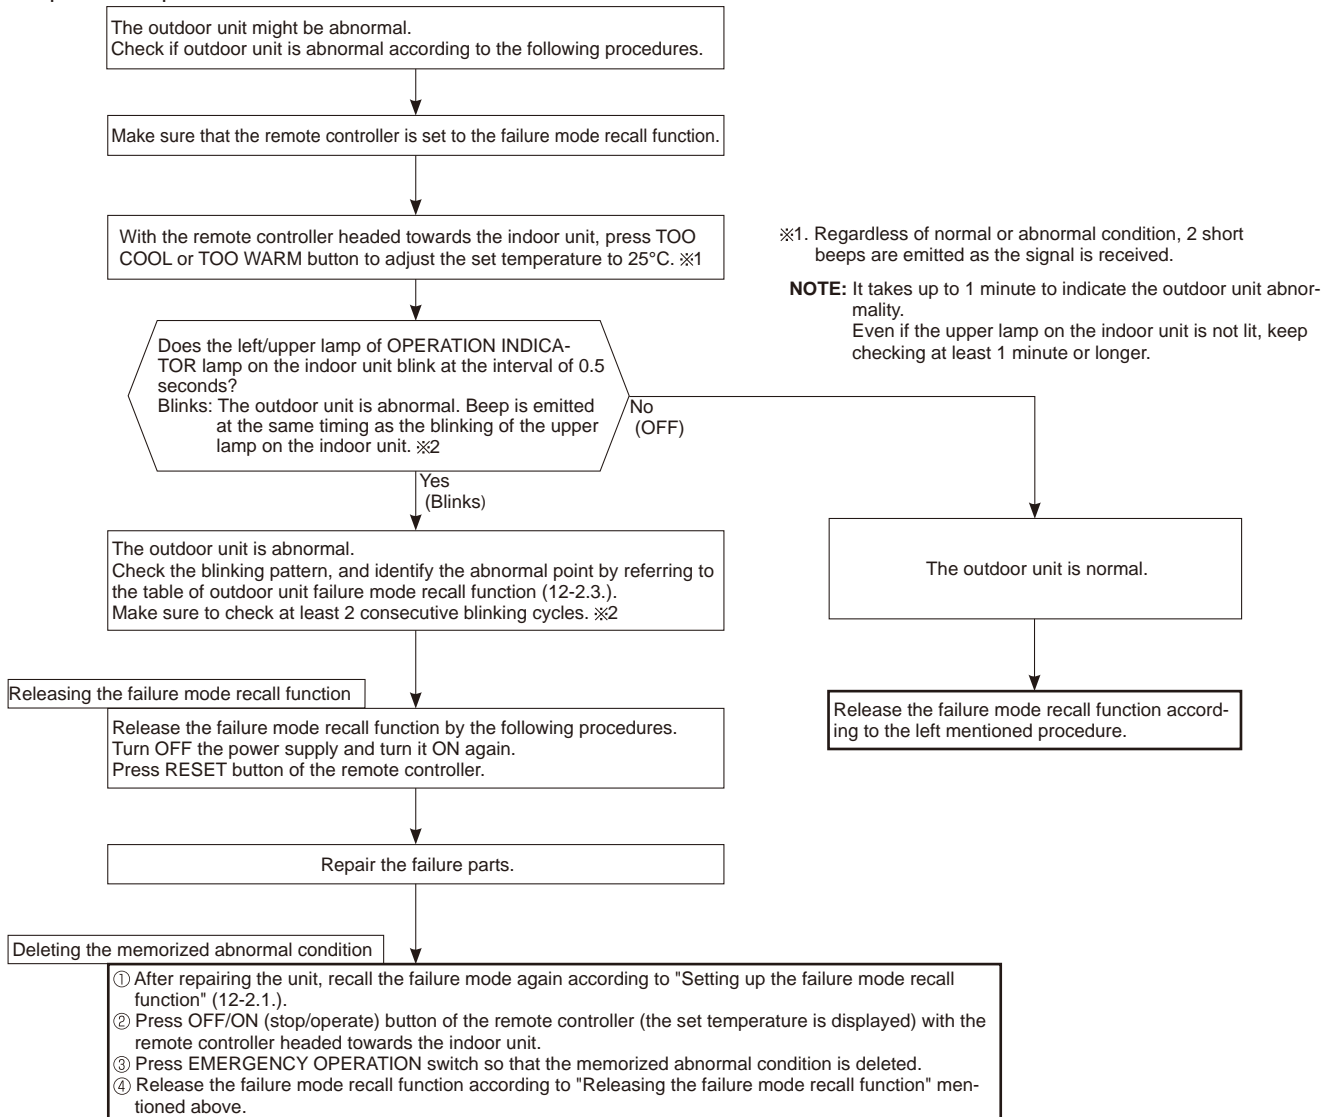 The outdoor unit might be abnormal.
Check if outdoor unit is abnormal according to the following procedures.
Make sure that the remote controller is set to the failure mode recall function.
With the remote controller headed towards the indoor unit, press TOO
COOL or TOO WARM button to adjust the set temperature to 25°C. ※1
※1. Regardless of normal or abnormal condition, 2 short
beeps are emitted as the signal is received.
NOTE: It takes up to 1 minute to indicate the outdoor unit abnor-
mality.
Even if the upper lamp on the indoor unit is not lit, keep
checking at least 1 minute or longer.
Does the left/upper lamp of OPERATION INDICA-
TOR lamp on the indoor unit blink at the interval of 0.5
seconds?
Blinks: The outdoor unit is abnormal. Beep is emitted
at the same timing as the blinking of the upper
lamp on the indoor unit. ※2
No
(OFF)
Yes
(Blinks)
The outdoor unit is abnormal.
Check the blinking pattern, and identify the abnormal point by referring to
the table of outdoor unit failure mode recall function (12-2.3.).
Make sure to check at least 2 consecutive blinking cycles. ※2
The outdoor unit is normal.
Releasing the failure mode recall function
Release the failure mode recall function by the following procedures.
Turn OFF the power supply and turn it ON again.
Press RESET button of the remote controller.
Release the failure mode recall function accord-
ing to the left mentioned procedure.
Repair the failure parts.
Deleting the memorized abnormal condition
① After repairing the unit, recall the failure mode again according to "Setting up the failure mode recall
function" (12-2.1.).
② Press OFF/ON (stop/operate) button of the remote controller (the set temperature is displayed) with the
remote controller headed towards the indoor unit.
③ Press EMERGENCY OPERATION switch so that the memorized abnormal condition is deleted.
④ Release the failure mode recall function according to "Releasing the failure mode recall function" men-
tioned above.